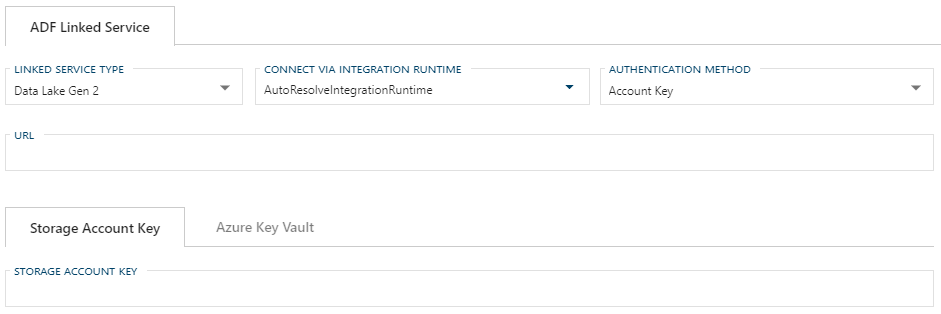 ADF Linked Service
LINKED SERVICE TYPE CONNECT VIA INTEGRATION RUNTIME AUTHENTICATION METHOD
Data Lake Gen 2 AutoResolveIntegrationRuntime Account Key
URL
Storage Account Key Azure Key Vault
STORAGE ACCOUNT KEY